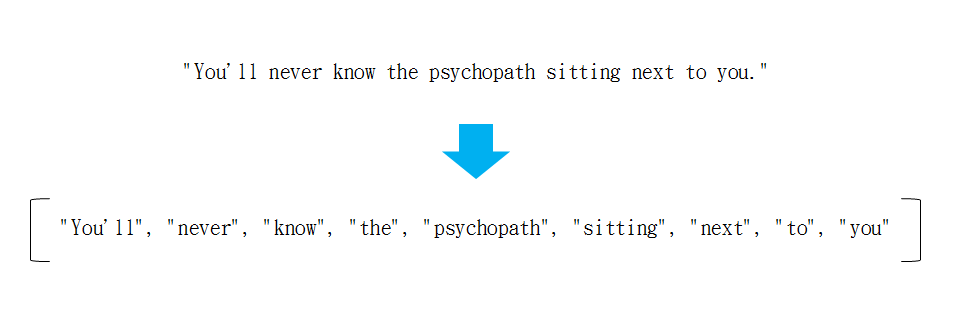 "You'll never know the psychopath sitting next to you."
"You'll", "never", "know", "the", "psychopath", "sitting", "next", "to", "you"